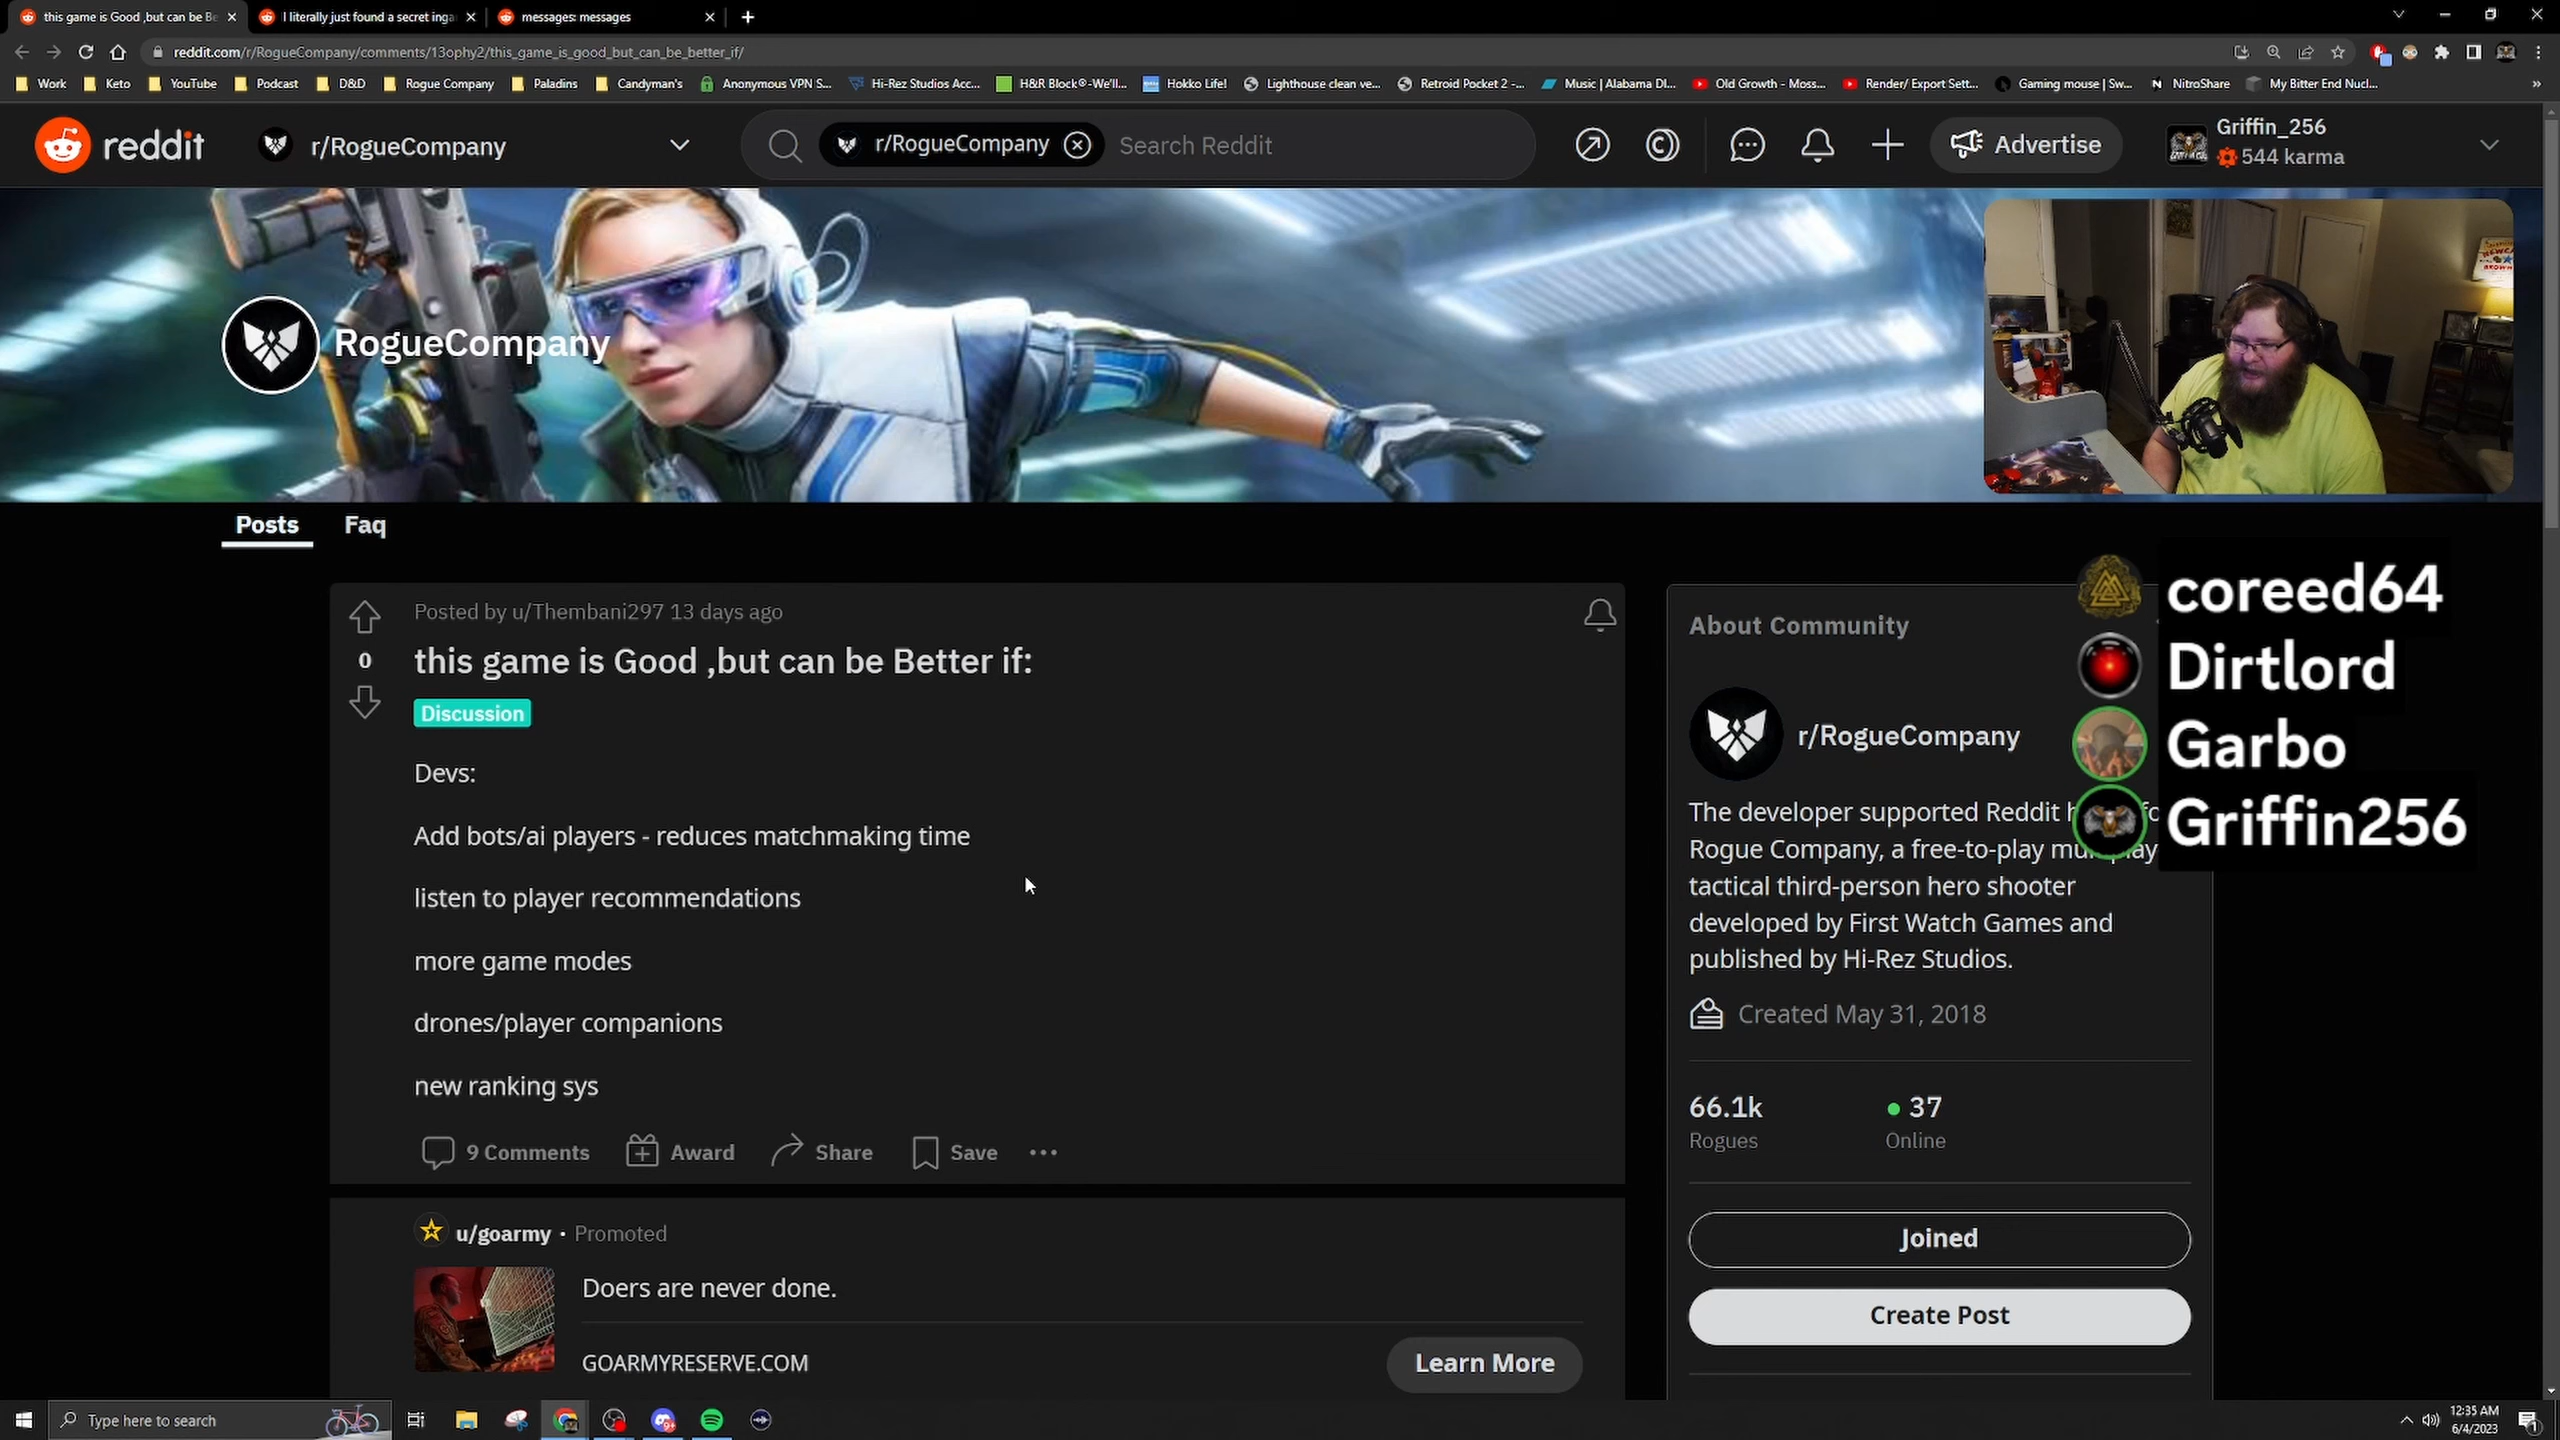 this game is Good ,but can be Be
I literally just found a secret inga
messages: messages
reddit.com/r/RogueCompany/comments/13ophy2/this_game_is_good_but_can_be_better_if/
Work
Keto
YouTube
Podcast
D&D
Rogue Company
Paladins
Candyman's
Anonymous VPN S...
Hi-Rez Studios Acc...
H&R Block®-We'll...
Hokko Life!
Lighthouse clean ve...
Retroid Pocket 2 -...
Music | Alabama DI...
Old Growth - Moss...
Render/ Export Sett...
Gaming mouse | Sw...
NitroShare
My Bitter End Nucl...
reddit
r/RogueCompany
r/RogueCompany
Search Reddit
Advertise
Griffin_256
544 karma
RogueCompany
Posts
Faq
Posted by u/Thembani297 13 days ago
0
this game is Good ,but can be Better if:
Discussion
Devs:
Add bots/ai players - reduces matchmaking time
listen to player recommendations
more game modes
drones/player companions
new ranking sys
9 Comments
Award
Share
Save
u/goarmy • Promoted
Doers are never done.
GOARMYRESERVE.COM
Learn More
About Community
r/RogueCompany
The developer supported Reddit
Rogue Company, a free-to-play
tactical third-person hero shooter
developed by First Watch Games and
published by Hi-Rez Studios.
Created May 31, 2018
66.1k
Rogues
37
Online
Joined
Create Post
coreed64
Dirtlord
Garbo
Griffin256
Type here to search
12:35 AM
6/4/2023